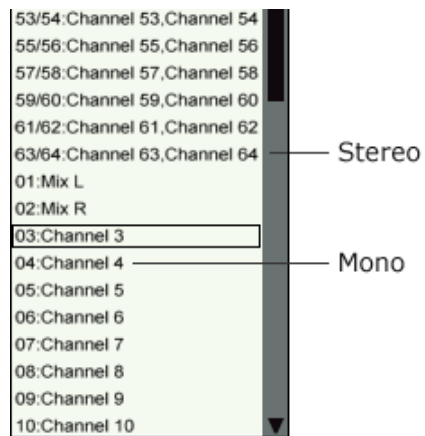 53/54:Channel 53,Channel 54
55/56:Channel 55,Channel 56
57/58:Channel 57,Channel 58
59/60:Channel 59,Channel 60
61/62:Channel 61,Channel 62
63/64:Channel 63,Channel 64
Stereo
01:Mix L
02:Mix R
03:Channel 3
04:Channel 4
Mono
05:Channel 5
06:Channel 6
07:Channel 7
08:Channel 8
09:Channel 9
10:Channel 10